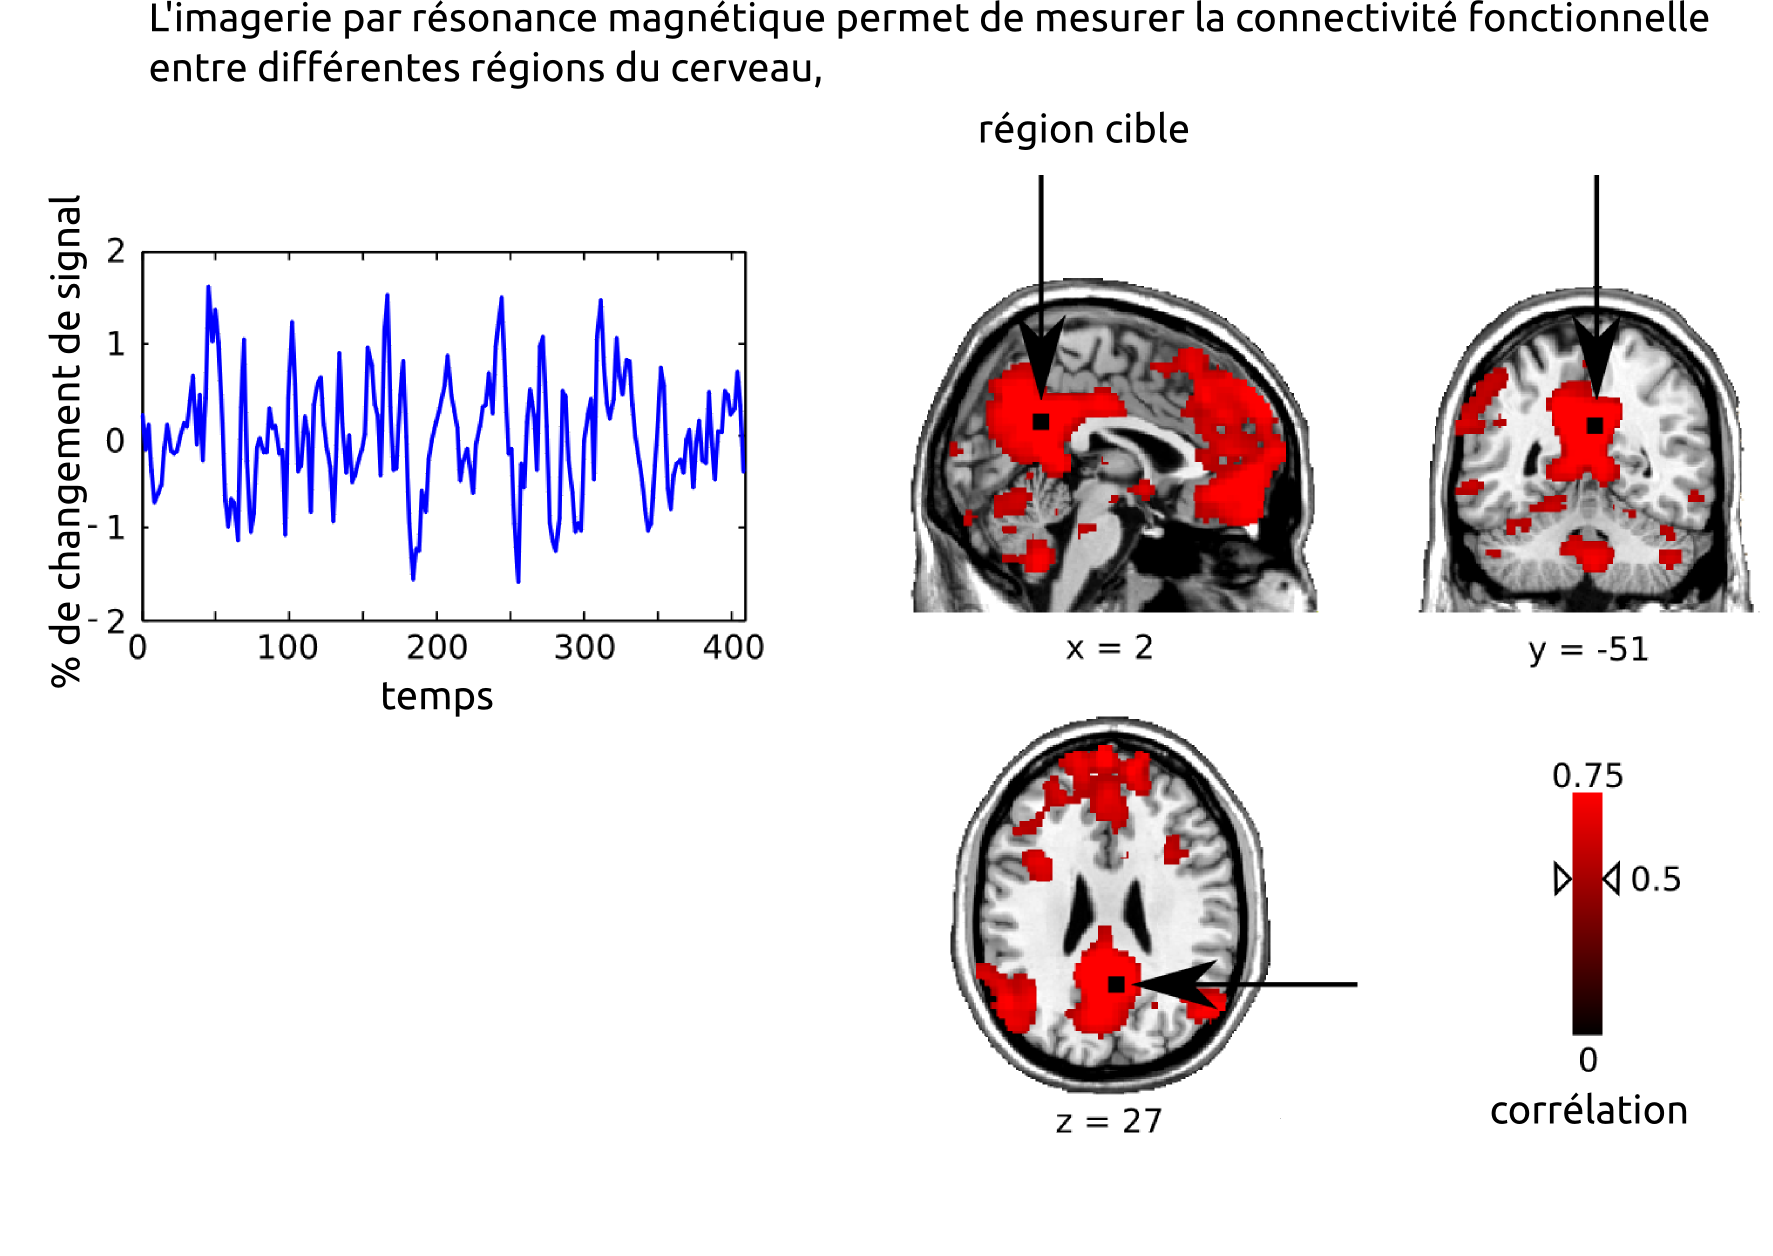 L'imagerie par résonance magnétique permet de mesurer la connectivité fonctionnelle
entre différentes régions du cerveau,
région cible
% de changement de signal
2
1
0
-1
-2
0 100 200 300 400
temps
x = 2
y = -51
z = 27
0.75
0.5
0
corrélation